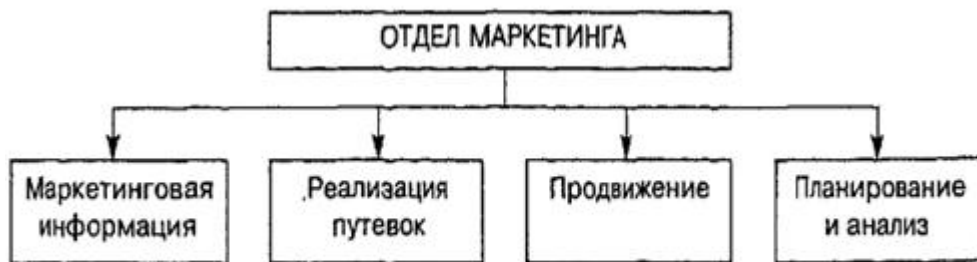 ОТДЕЛ МАРКЕТИНГА
Маркетинговая
информация
Реализация
путевок
Продвижение
Планирование
и анализ